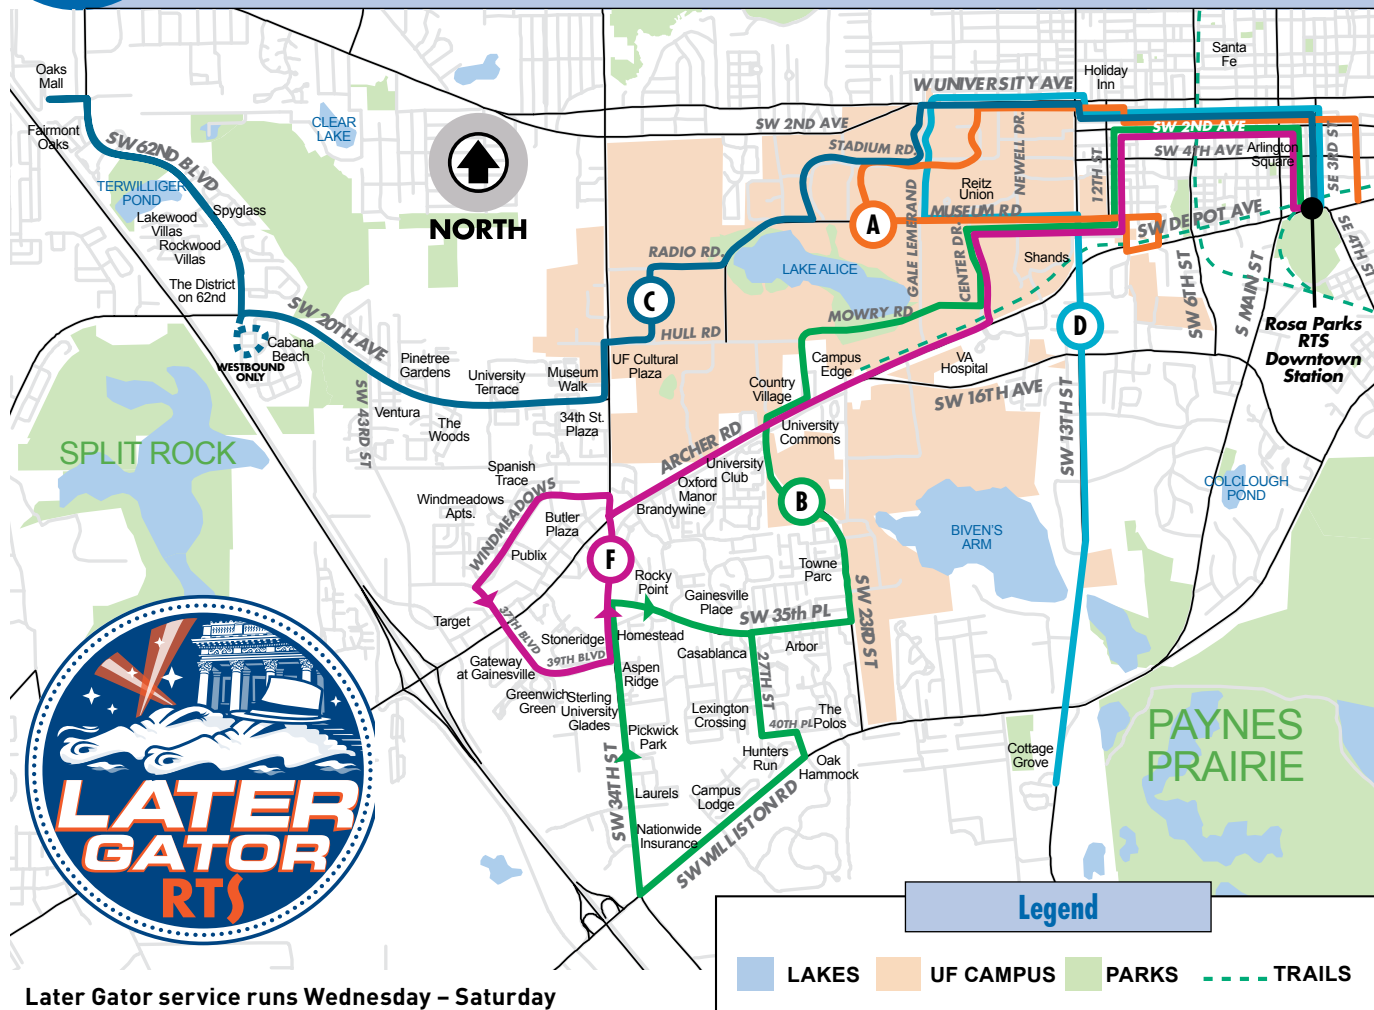 Santa
Fe
Oaks
Mall
Holiday
Inn
W UNIVERSITY AVE
CLEAR
LAKE
SW 2ND AVE
SW 2ND AVE
Fairmont
Oaks
SW 62ND BLVD
STADIUM RD.
NEWELL DR.
SW 4TH AVE
Arlington
Square
SE 3RD ST
12TH ST
TERWILLIGER
POND
Reitz
Union
Lakewood
Villas
Spyglass
Rockwood
Villas
NORTH
A
MUSEUM RD
SW DEPOT AVE
SE 4TH ST
GALE LEMERAND
CENTER DR.
RADIO RD.
LAKE ALICE
Shands
The District
on 62nd
C
SW 6TH ST
S MAIN ST
SW 20TH AVE
HULL RD
MOWRY RD
D
Rosa Parks
RTS
Downtown
Station
Cabana
Beach
WESTBOUND
ONLY
Pinetree
Gardens
UF Cultural
Plaza
Campus
Edge
VA
Hospital
University
Terrace
Museum
Walk
Country
Village
SW 16TH AVE
SW 43RD ST
Ventura
The
Woods
34th St.
Plaza
University
Commons
SW 13TH ST
SPLIT ROCK
ARCHER RD
Spanish
Trace
University
Club
Oxford
Manor
Brandywine
COLCLOUGH
POND
Windmeadows
Apts.
WINDMEADOWS
Butler
Plaza
B
BIVEN'S
ARM
Publix
F
Rocky
Point
Towne
Parc
Gainesville
Place
SW 35th PL
SW 23RD ST
Target
37TH BLVD
Stoneridge
Homestead
Casablanca
Arbor
39TH BLVD
Gateway
at Gainesville
Aspen
Ridge
27TH ST
Greenwich
Green
Sterling
University
Glades
Lexington
Crossing
40TH PL
The
Polos
Pickwick
Park
PAYNES
PRAIRIE
Hunters
Run
Oak
Hammock
Cottage
Grove
SW 34TH ST
Laurels
Campus
Lodge
SW WILLISTON RD
Nationwide
Insurance
LATER
GATOR
RTS
Legend
LAKES
UF CAMPUS
PARKS
TRAILS
Later Gator service runs Wednesday – Saturday